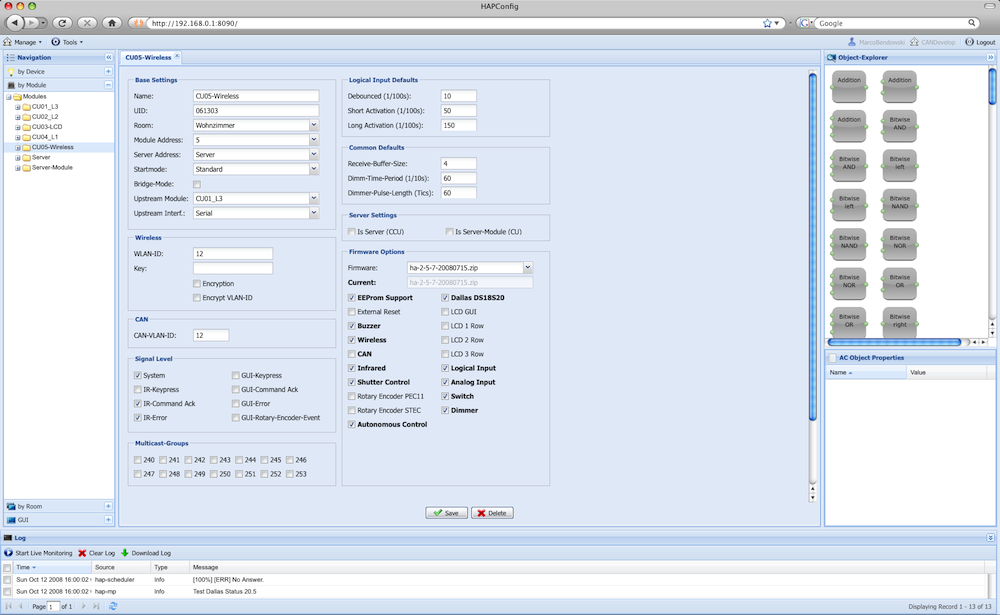 HAPConfig
http://192.168.0.1:8090/
Google
Manage Tools MarcoBendowski CANDevelop Logout
Navigation
by Device
by Module
Modules
CU01_L3
CU02_L2
CU03-LCD
CU04_L1
CU05-Wireless
Server
Server-Module
by Room
GUI
CU05-Wireless
Base Settings
Name: CU05-Wireless
UID: 061303
Room: Wohnzimmer
Module Address: 5
Server Address: Server
Startmode: Standard
Bridge-Mode:
Upstream Module: CU01_L3
Upstream Interf.: Serial
Wireless
WLAN-ID: 12
Key:
Encryption
Encrypt VLAN-ID
CAN
CAN-VLAN-ID: 12
Signal Level
System GUI-Keypress
IR-Keypress GUI-Command Ack
IR-Command Ack GUI-Error
IR-Error GUI-Rotary-Encoder-Event
Multicast-Groups
240 241 242 243 244 245 246
247 248 249 250 251 252 253
Logical Input Defaults
Debounced (1/100s): 10
Short Activation (1/100s): 50
Long Activation (1/100s): 150
Common Defaults
Receive-Buffer-Size: 4
Dimm-Time-Period (1/10s): 60
Dimmer-Pulse-Length (Tics): 60
Server Settings
Is Server (CCU) Is Server-Module (CU)
Firmware Options
Firmware: ha-2-5-7-20080715.zip
Current: ha-2-5-7-20080715.zip
EEProm Support Dallas DS18S20
External Reset LCD GUI
Buzzer LCD 1 Row
Wireless LCD 2 Row
CAN LCD 3 Row
Infrared Logical Input
Shutter Control Analog Input
Rotary Encoder PEC11 Switch
Rotary Encoder STEC Dimmer
Autonomous Control
Save Delete
Object-Explorer
Addition Addition
Addition Bitwise AND
Bitwise AND Bitwise left
Bitwise left Bitwise NAND
Bitwise NAND Bitwise NOR
Bitwise NOR Bitwise OR
Bitwise OR Bitwise right
AC Object Properties
Name Value
Log
Start Live Monitoring Clear Log Download Log
Time Source Type Message
Sun Oct 12 2008 16:00:02 hap-scheduler Info [100%] [ERR] No Answer.
Sun Oct 12 2008 16:00:02 hap-mp Info Test Dallas Status 20.5
Page 1 of 1 Displaying Record 1 - 13 of 13